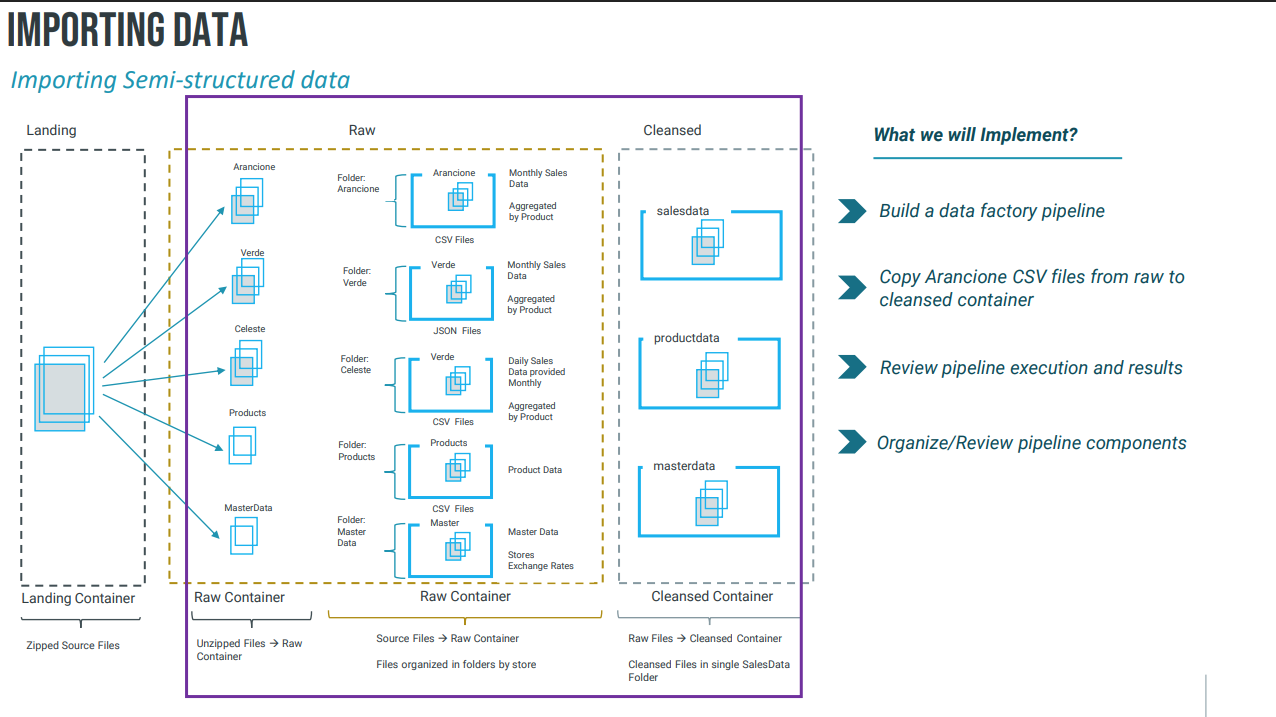 IMPORTING DATA
Importing Semi-structured data
Landing
Raw
Cleansed
Arancione
Verde
Celeste
Products
MasterData
Folder:
Arancione
Arancione
CSV Files
Monthly Sales
Data
Aggregated
by Product
Folder:
Verde
Verde
JSON Files
Monthly Sales
Data
Aggregated
by Product
Folder:
Celeste
Verde
CSV Files
Daily Sales
Data provided
Monthly
Aggregated
by Product
Folder:
Products
Products
CSV Files
Product Data
Folder:
Master
Data
Master
Master Data
Stores
Exchange Rates
salesdata
productdata
masterdata
Landing Container
Zipped Source Files
Raw Container
Unzipped Files → Raw
Container
Raw Container
Source Files → Raw Container
Files organized in folders by store
Cleansed Container
Raw Files → Cleansed Container
Cleansed Files in single SalesData
Folder
What we will Implement?
Build a data factory pipeline
Copy Arancione CSV files from raw to
cleansed container
Review pipeline execution and results
Organize/Review pipeline components